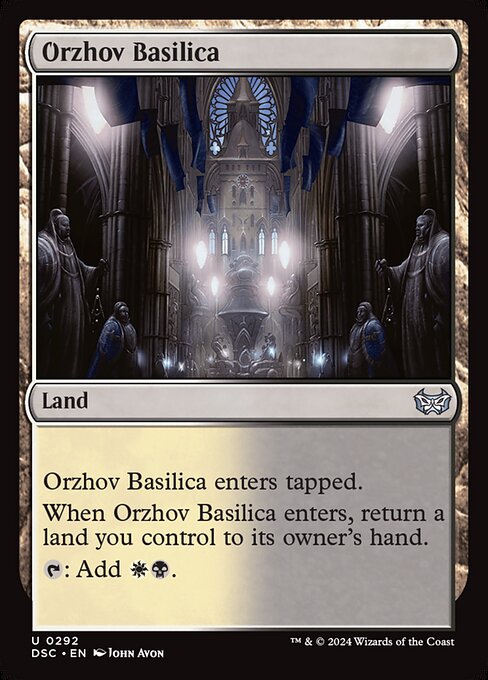 Orzhov Basilica
Land
Orzhov Basilica enters tapped.
When Orzhov Basilica enters, return a
land you control to its owner's hand.
: Add .
U 0292
DSC • EN John Avon
™ & © 2024 Wizards of the Coast